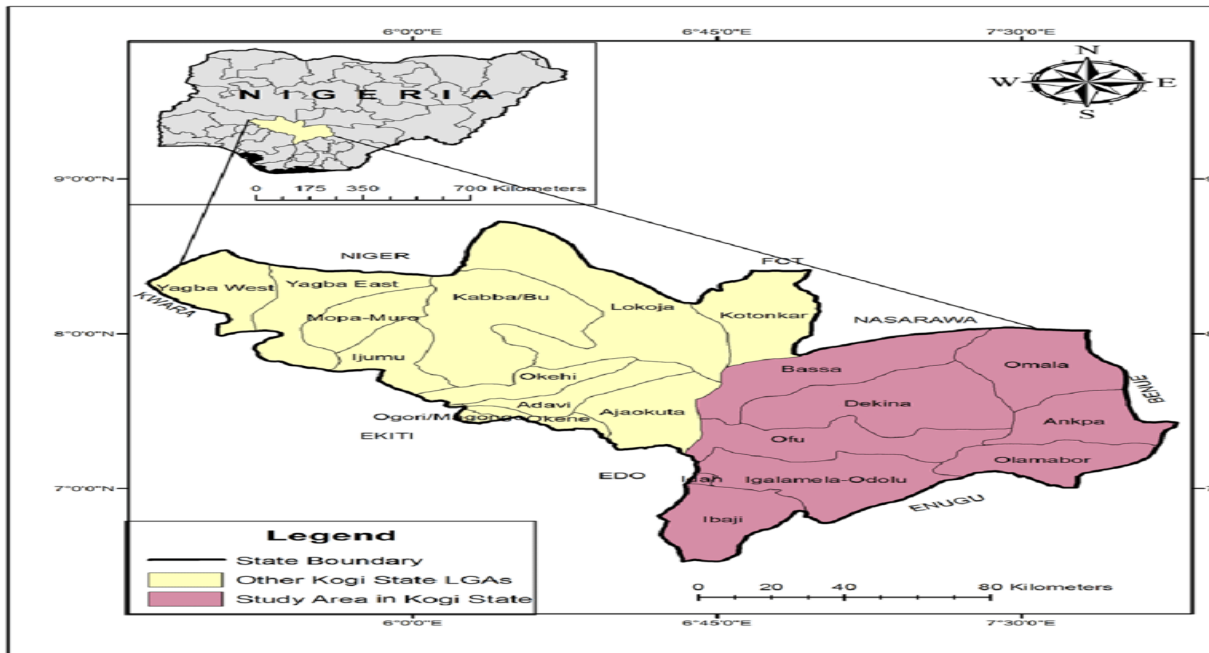 6°0'0"E 6°45'0"E 7°30'0"E
N
W E
S
NIGERIA
0 175 350 700 Kilometers
9°0'0"N
NIGER
FCT
Yagba West
Yagba East
Kabba/Bu
Lokoja
Kotonkar
KWARA
Mopa-Muro
NASARAWA
8°0'0"N
Ijumu
Bassa
Omala
Okehi
BENUE
Adavi
Dekina
Ajaokuta
Ankpa
Ogori/Magongo
Okene
EKITI
Ofu
Olamabor
EDO
Idah
Igalamela-Odolu
7°0'0"N
ENUGU
Ibaji
Legend
State Boundary
Other Kogi State LGAs
Study Area in Kogi State
0 20 40 80 Kilometers
6°0'0"E 6°45'0"E 7°30'0"E